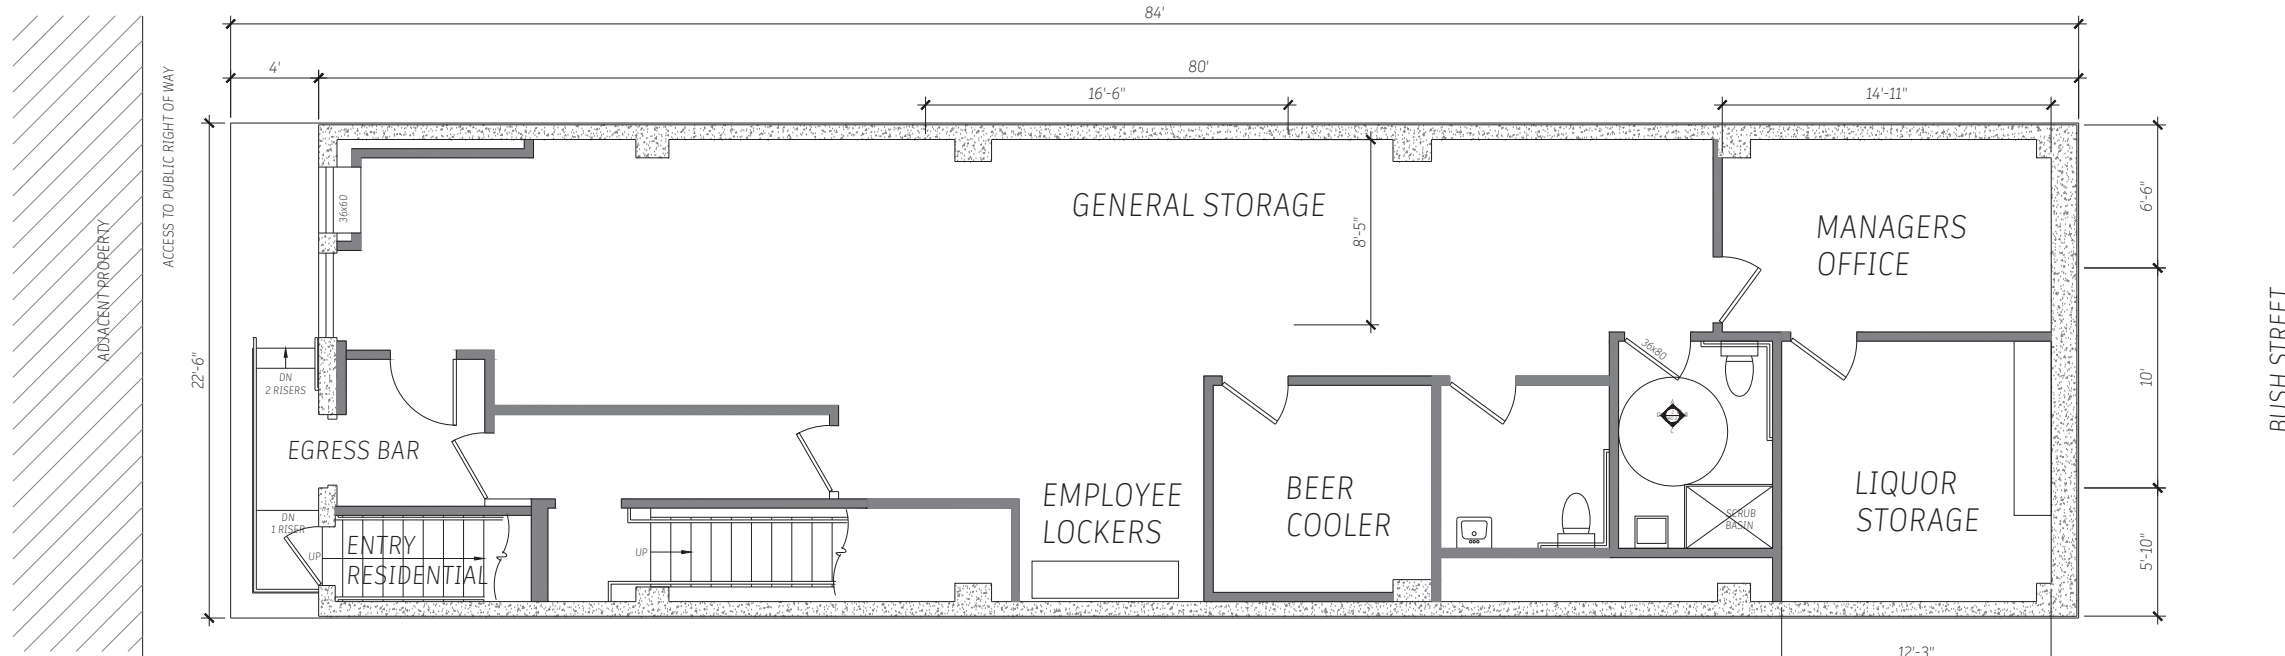 84'
4'
80'
16'-6"
14'-11"
ACCESS TO PUBLIC RIGHT OF WAY
ADJACENT PROPERTY
22'-6"
36x60
GENERAL STORAGE
8'-5"
MANAGERS
OFFICE
6'-6"
10'
5'-10"
BUSH STREET
DN
2 RISERS
EGRESS BAR
DN
1 RISER
UP
ENTRY
RESIDENTIAL
UP
EMPLOYEE
LOCKERS
BEER
COOLER
36x80
SCRUB
BASIN
LIQUOR
STORAGE
12'-3"